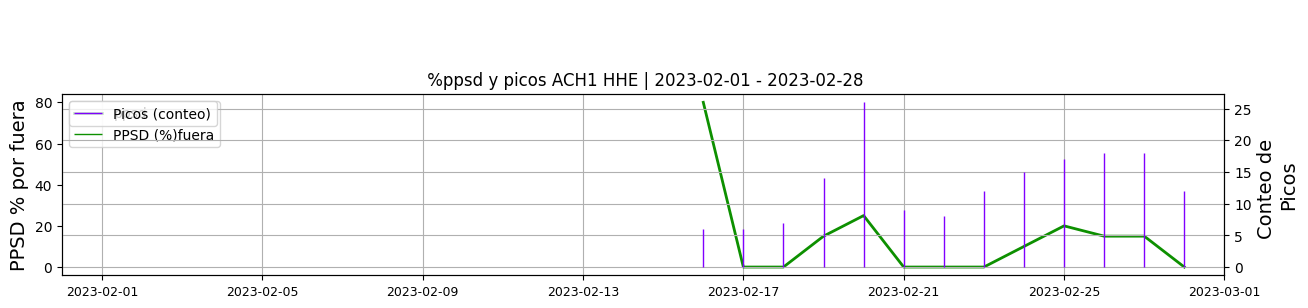 %ppsd y picos ACH1 HHE | 2023-02-01 - 2023-02-28
PPSD % por fuera
80
60
40
20
0
Picos (conteo)
PPSD (%)fuera
25
20
15
10
5
0
Conteo de
Picos
2023-02-01 2023-02-05 2023-02-09 2023-02-13 2023-02-17 2023-02-21 2023-02-25 2023-03-01